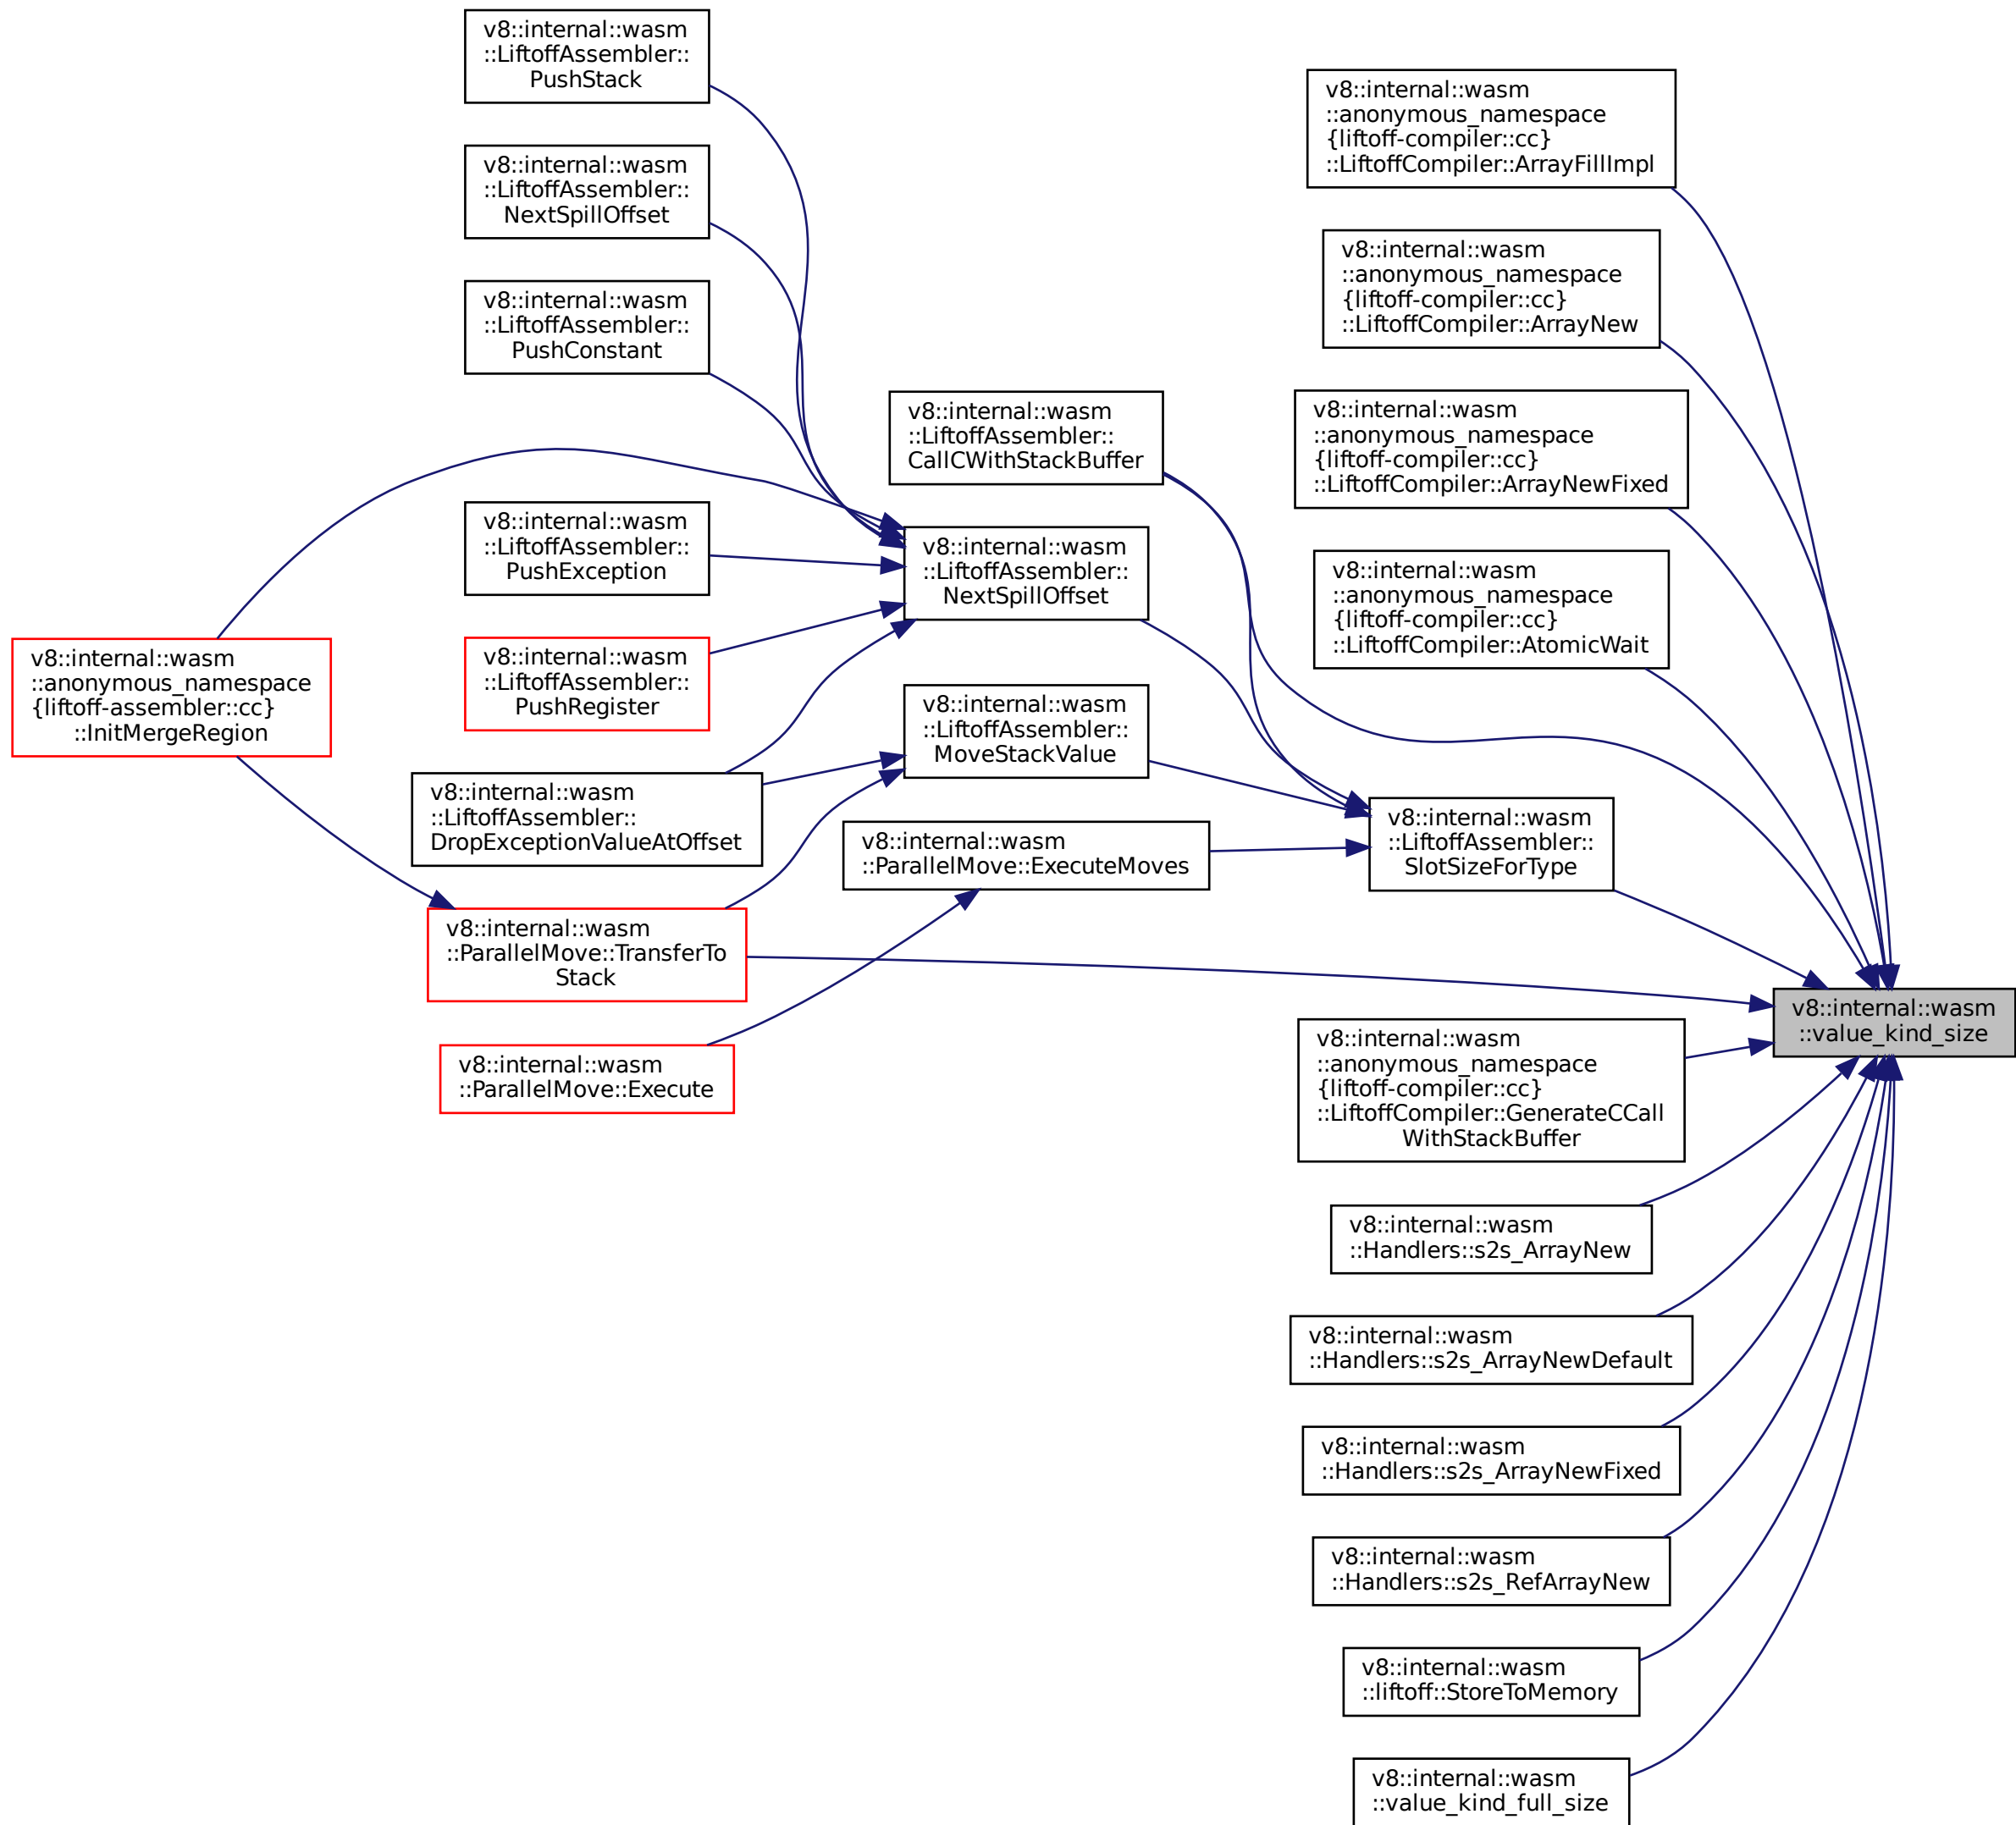 v8::internal::wasm
::LiftoffAssembler::
PushStack
v8::internal::wasm
::LiftoffAssembler::
NextSpillOffset
v8::internal::wasm
::LiftoffAssembler::
PushConstant
v8::internal::wasm
::LiftoffAssembler::
PushException
v8::internal::wasm
::LiftoffAssembler::
PushRegister
v8::internal::wasm
::anonymous_namespace
{liftoff-assembler::cc}
::InitMergeRegion
v8::internal::wasm
::LiftoffAssembler::
DropExceptionValueAtOffset
v8::internal::wasm
::ParallelMove::TransferTo
Stack
v8::internal::wasm
::ParallelMove::Execute
v8::internal::wasm
::LiftoffAssembler::
CallCWithStackBuffer
v8::internal::wasm
::LiftoffAssembler::
NextSpillOffset
v8::internal::wasm
::LiftoffAssembler::
MoveStackValue
v8::internal::wasm
::ParallelMove::ExecuteMoves
v8::internal::wasm
::anonymous_namespace
{liftoff-compiler::cc}
::LiftoffCompiler::ArrayFillImpl
v8::internal::wasm
::anonymous_namespace
{liftoff-compiler::cc}
::LiftoffCompiler::ArrayNew
v8::internal::wasm
::anonymous_namespace
{liftoff-compiler::cc}
::LiftoffCompiler::ArrayNewFixed
v8::internal::wasm
::anonymous_namespace
{liftoff-compiler::cc}
::LiftoffCompiler::AtomicWait
v8::internal::wasm
::LiftoffAssembler::
SlotSizeForType
v8::internal::wasm
::anonymous_namespace
{liftoff-compiler::cc}
::LiftoffCompiler::GenerateCCall
WithStackBuffer
v8::internal::wasm
::Handlers::s2s_ArrayNew
v8::internal::wasm
::Handlers::s2s_ArrayNewDefault
v8::internal::wasm
::Handlers::s2s_ArrayNewFixed
v8::internal::wasm
::Handlers::s2s_RefArrayNew
v8::internal::wasm
::liftoff::StoreToMemory
v8::internal::wasm
::value_kind_full_size
v8::internal::wasm
::value_kind_size